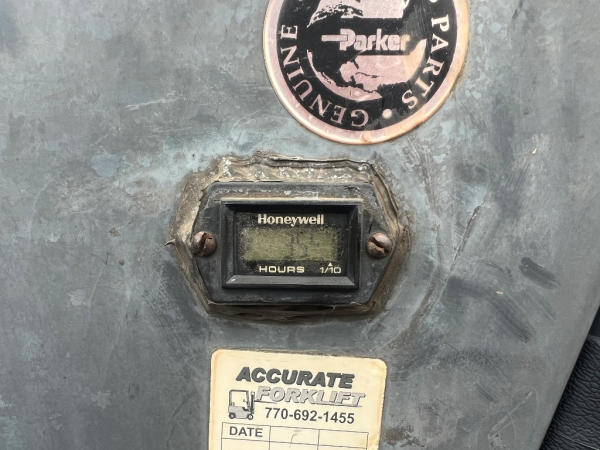 Parker
GENUINE PARTS
Honeywell
HOURS 1/10
ACCURATE
FORKLIFT
770-692-1455
DATE